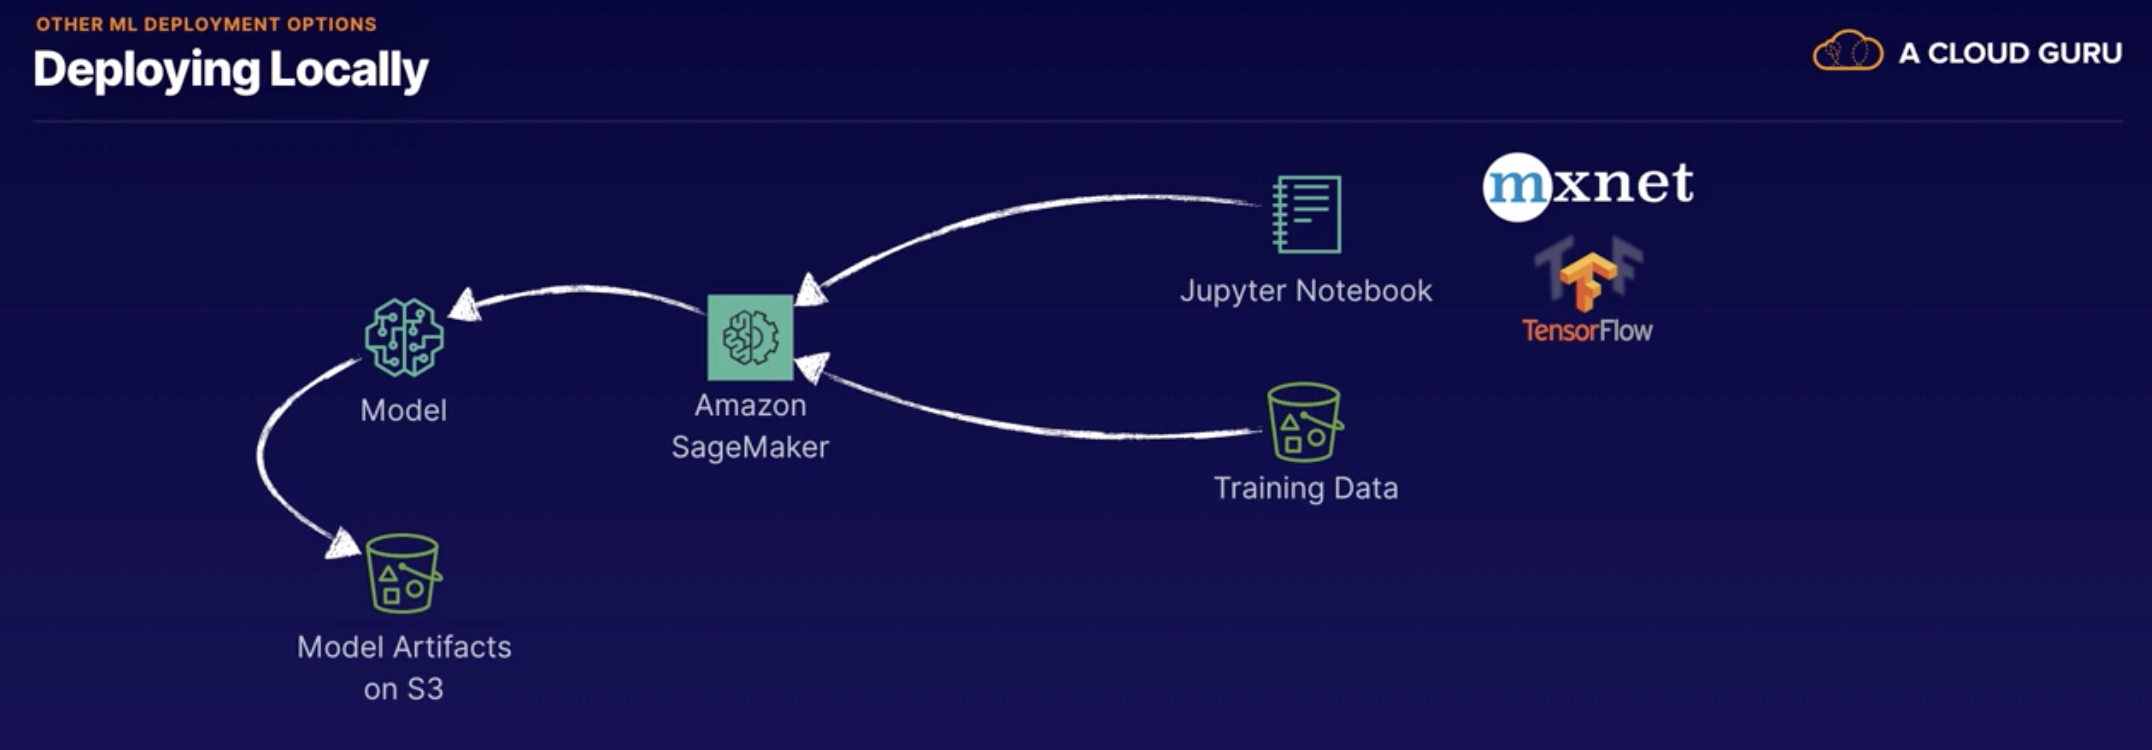 OTHER ML DEPLOYMENT OPTIONS
Deploying Locally
A CLOUD GURU
mxnet
TF
TensorFlow
Jupyter Notebook
Model
Amazon
SageMaker
Training Data
Model Artifacts
on S3